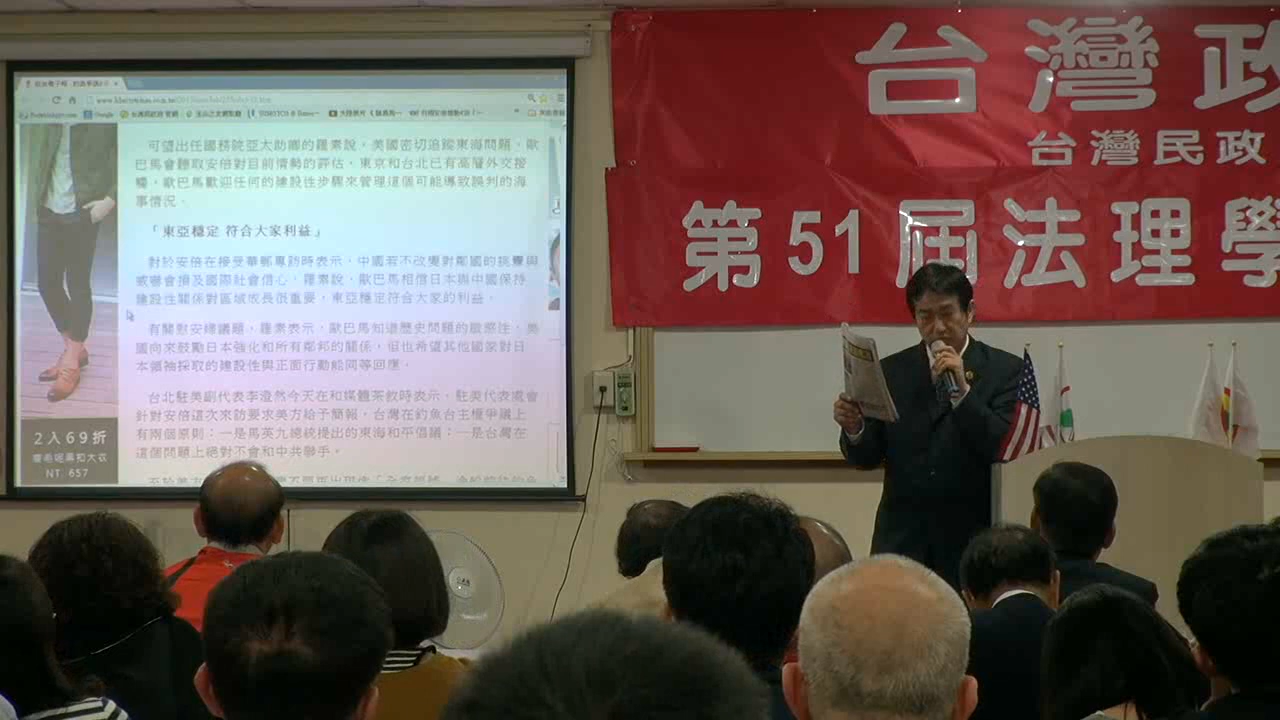 可望出任國務院亞太助卿的羅素說，美國密切追蹤東海問題，歐
巴馬會聽取安倍對目前情勢的評估，東京和台北已有高層外交接
觸，歐巴馬歡迎任何的建設性步驟來管理這個可能導致誤判的海
事情況。
「東亞穩定 符合大家利益」
對於安倍在接受華郵專訪時表示，中國若不改變對鄰國的挑釁與
威嚇會損及國際社會信心，羅素說，歐巴馬相信日本與中國保持
建設性關係對區域成長很重要，東亞穩定符合大家的利益。
有關慰安婦議題，羅素表示，歐巴馬知道歷史問題的敏感性，美
國向來鼓勵日本強化和所有鄰邦的關係，但也希望其他國家對日
本領袖採取的建設性與正面行動能同等回應。
台北駐美副代表李澄然今天在和媒體茶敘時表示，駐美代表處會
針對安倍這次來訪要求美方給予簡報，台灣在釣魚台主權爭議上
有兩個原則：一是馬英九總統提出的東海和平倡議；一是台灣在
這個問題上絕對不會和中共聯手。
2入69折
NT. 657
台灣政
台灣民政
第51屆法理學